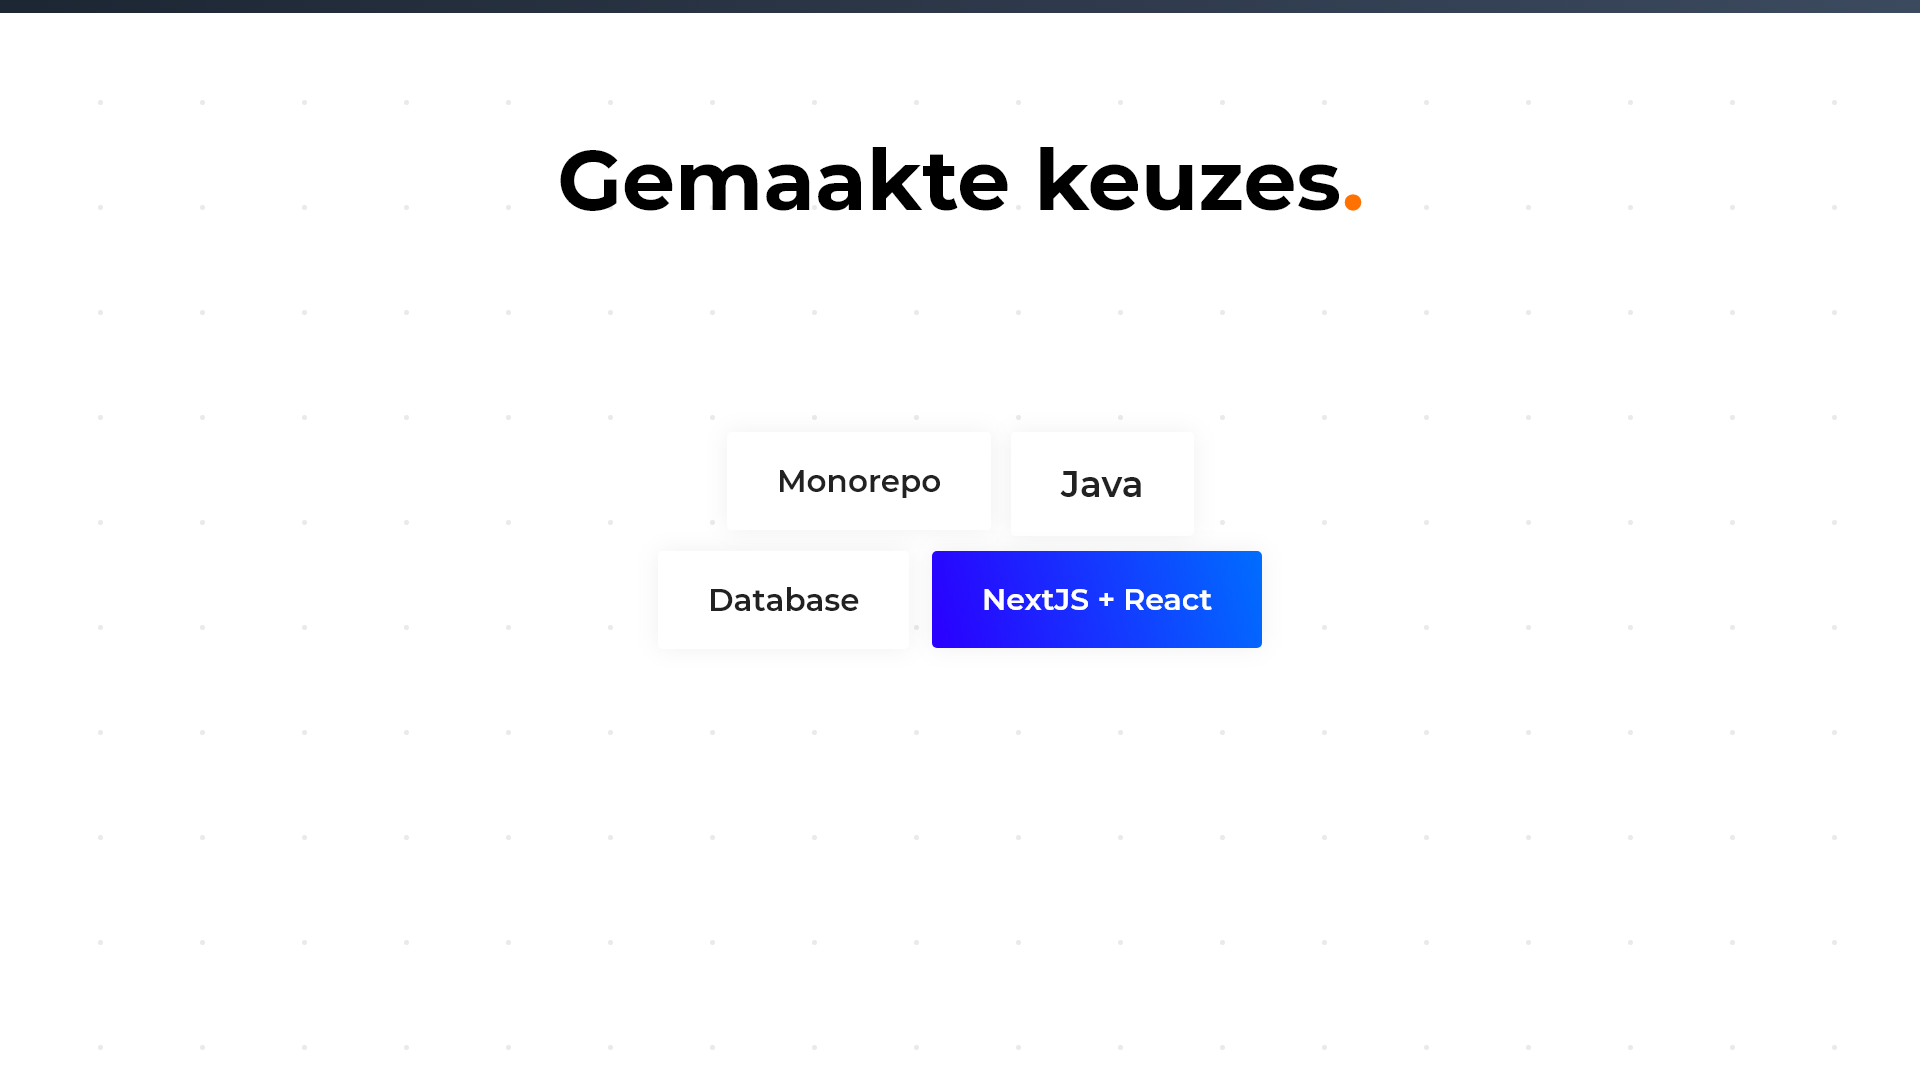 Gemaakte keuzes.
Monorepo
Java
Database
NextJS + React